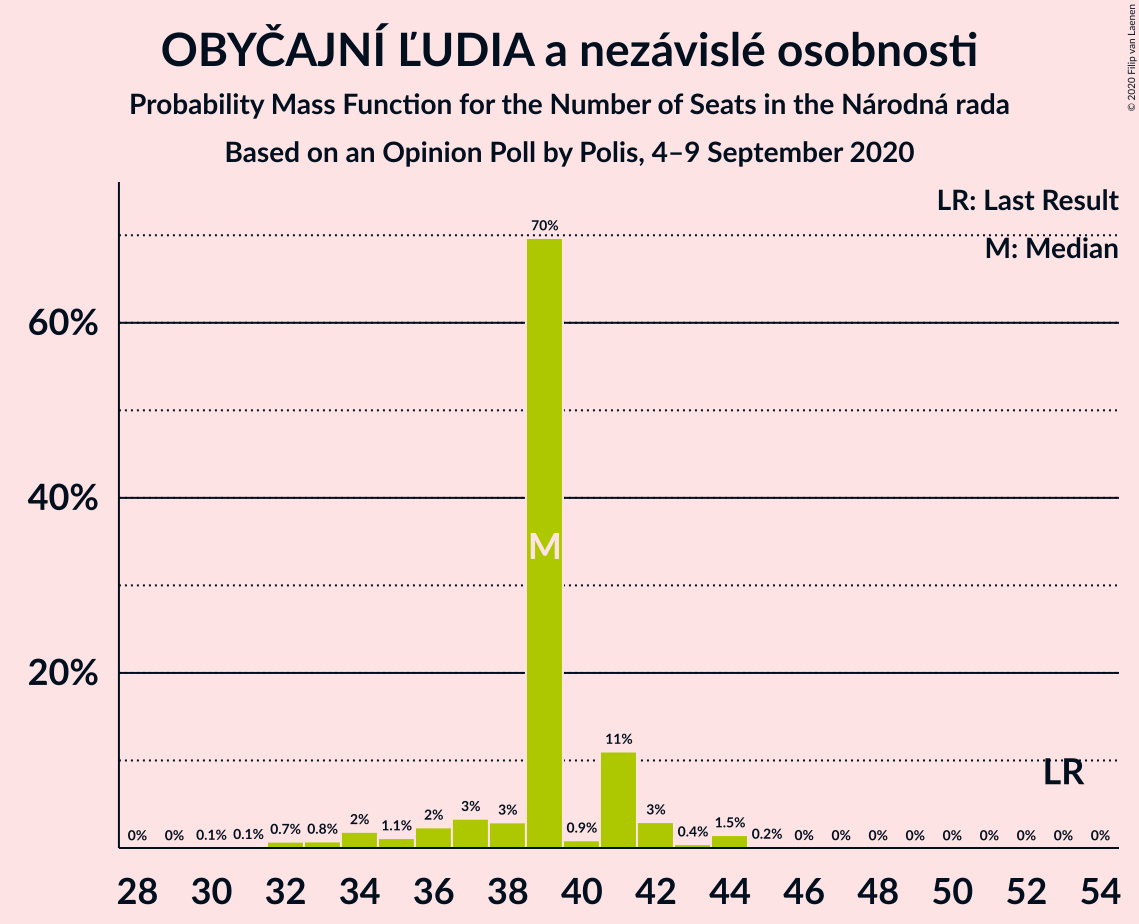 OBYČAJNÍ ĽUDIA a nezávislé osobnosti
Probability Mass Function for the Number of Seats in the Národná rada
Based on an Opinion Poll by Polis, 4–9 September 2020
© 2020 Filip van Laenen
LR: Last Result
M: Median
70%
60%
40%
M
20%
11%
LR
0% 0% 0.1% 0.1% 0.7% 0.8% 2% 1.1% 2% 3% 3% 0.9% 3% 0.4% 1.5% 0.2% 0% 0% 0% 0% 0% 0% 0% 0% 0%
28 30 32 34 36 38 40 42 44 46 48 50 52 54